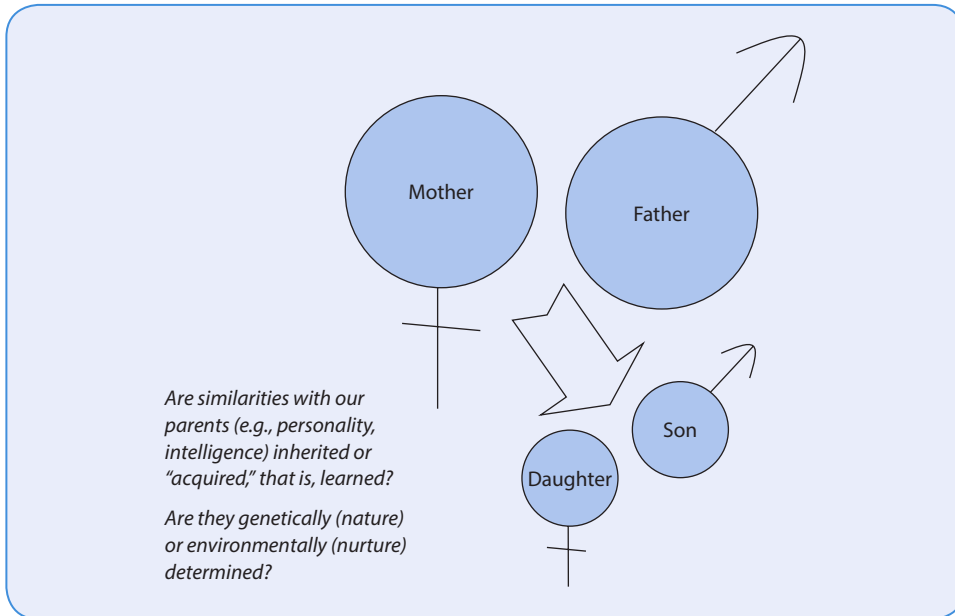 Mother
Father
Son
Daughter
Are similarities with our
parents (e.g., personality,
intelligence) inherited or
“acquired,” that is, learned?
Are they genetically (nature)
or environmentally (nurture)
determined?